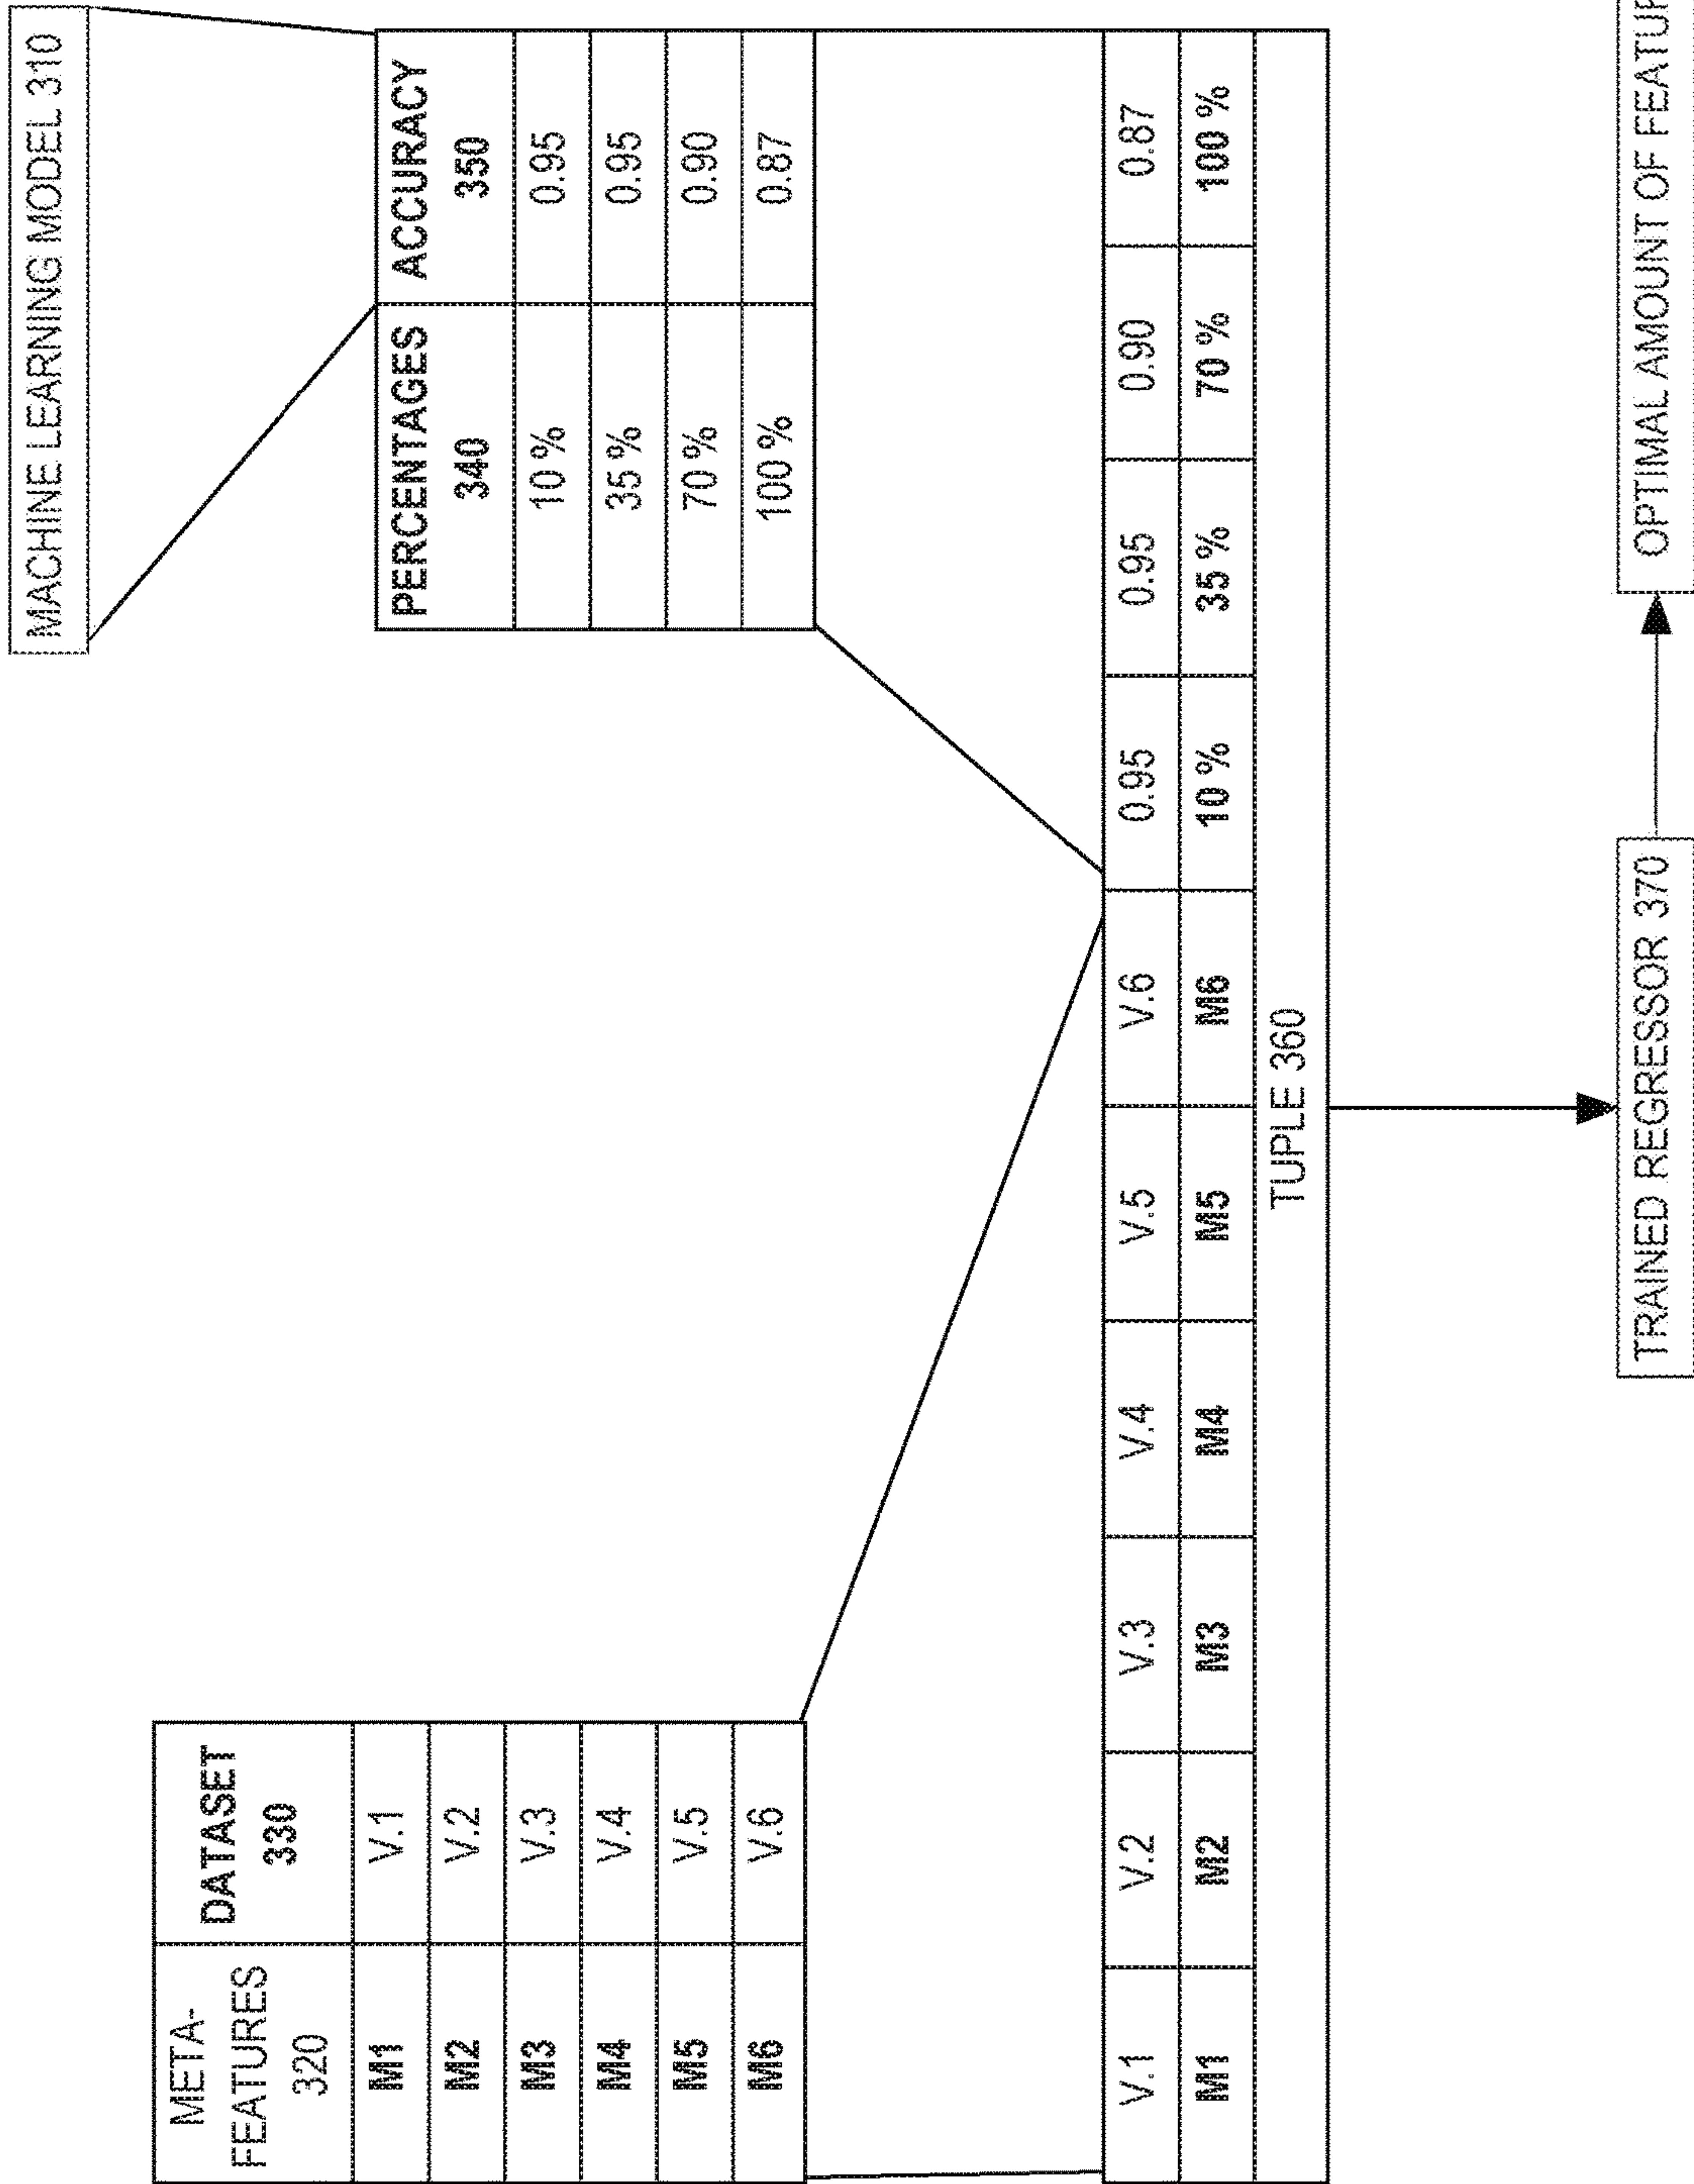 MACHINE LEARNING MODEL 310
META-
FEATURES
320
DATASET
330
M1 V.1
M2 V.2
M3 V.3
M4 V.4
M5 V.5
M6 V.6
PERCENTAGES
340
ACCURACY
350
10 % 0.95
35 % 0.95
70 % 0.90
100 % 0.87
V.1 V.2 V.3 V.4 V.5 V.6 0.95 0.95 0.90 0.87
M1 M2 M3 M4 M5 M6 10 % 35 % 70 % 100 %
TUPLE 360
TRAINED REGRESSOR 370
OPTIMAL AMOUNT OF